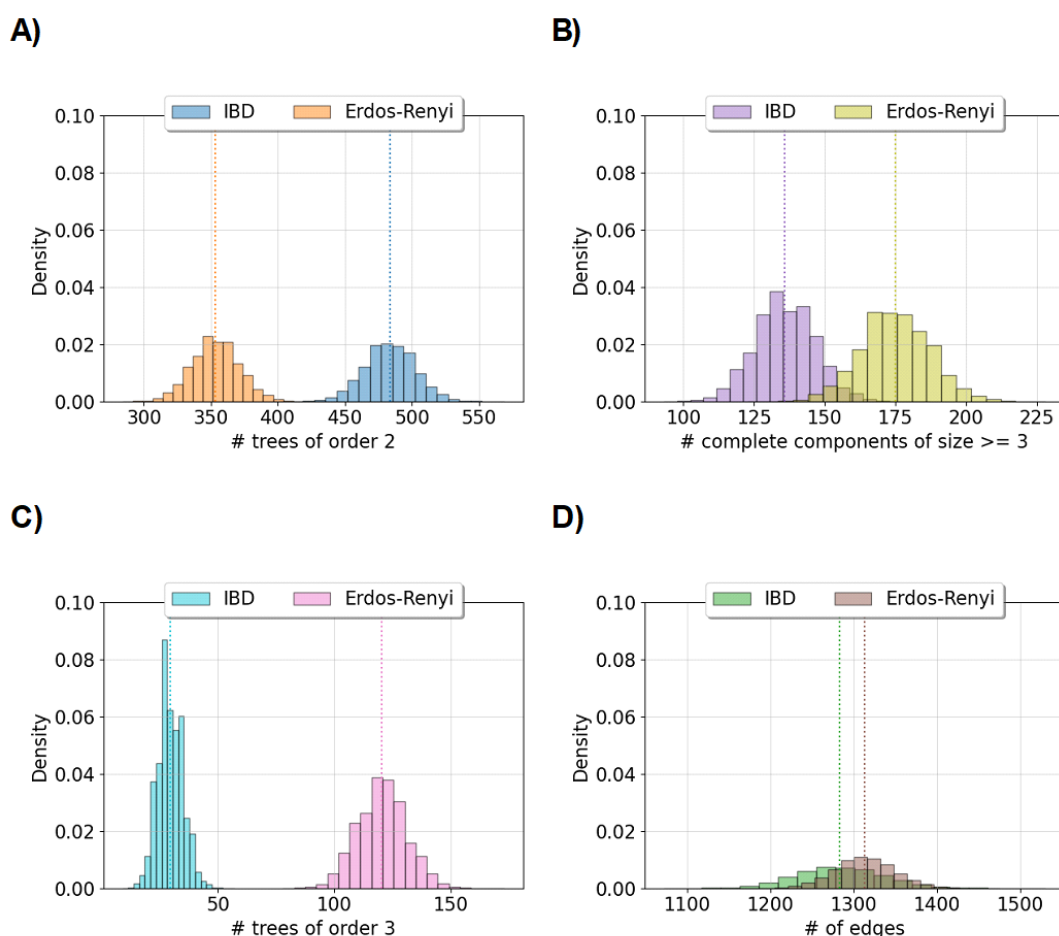 A)
IBD Erdos-Renyi
0.10
0.08
0.06
0.04
0.02
0.00
Density
300 350 400 450 500 550
# trees of order 2
B)
IBD Erdos-Renyi
0.10
0.08
0.06
0.04
0.02
0.00
Density
100 125 150 175 200 225
# complete components of size >= 3
C)
IBD Erdos-Renyi
0.10
0.08
0.06
0.04
0.02
0.00
Density
50 100 150
# trees of order 3
D)
IBD Erdos-Renyi
0.10
0.08
0.06
0.04
0.02
0.00
Density
1100 1200 1300 1400 1500
# of edges